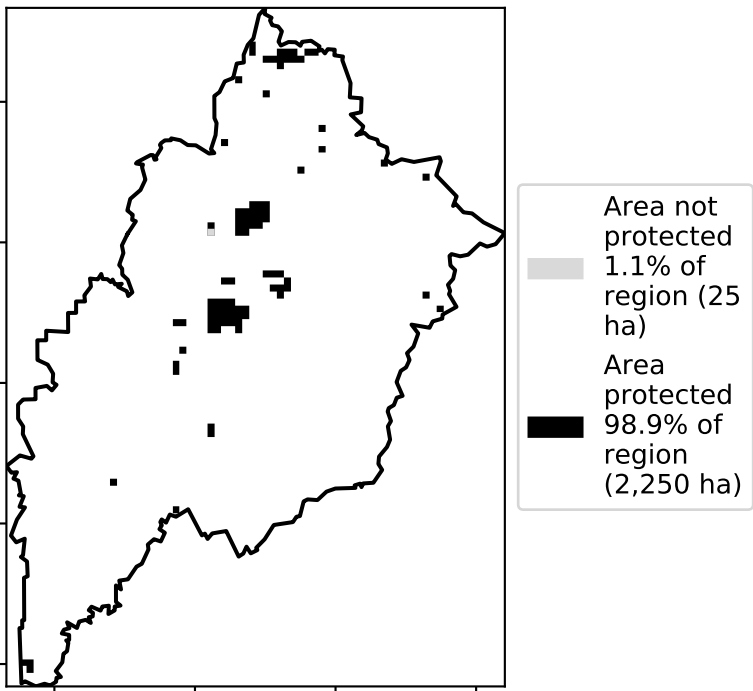 Area not
protected
1.1% of
region (25
ha)
Area
protected
98.9% of
region
(2,250 ha)